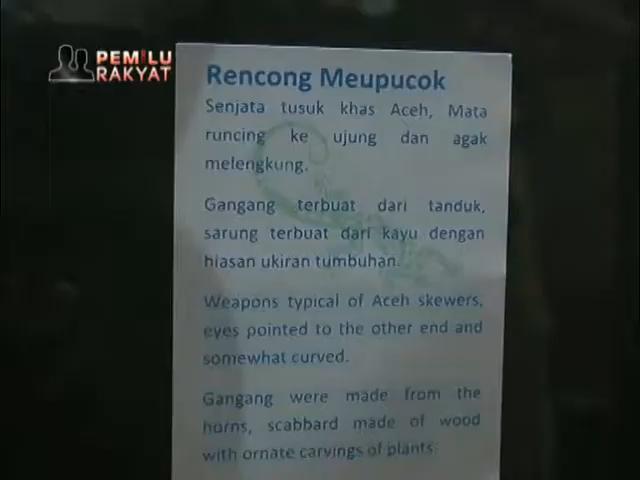 PEMILU
RAKYAT
Rencong Meupucok
Senjata tusuk khas Aceh, Mata
runcing ke ujung dan agak
melengkung.
Gangang terbuat dari tanduk,
sarung terbuat dari kayu dengan
hiasan ukiran tumbuhan.
Weapons typical of Aceh skewers,
eyes pointed to the other end and
somewhat curved.
Gangang were made from the
horns, scabbard made of wood
with ornate carvings of plants.